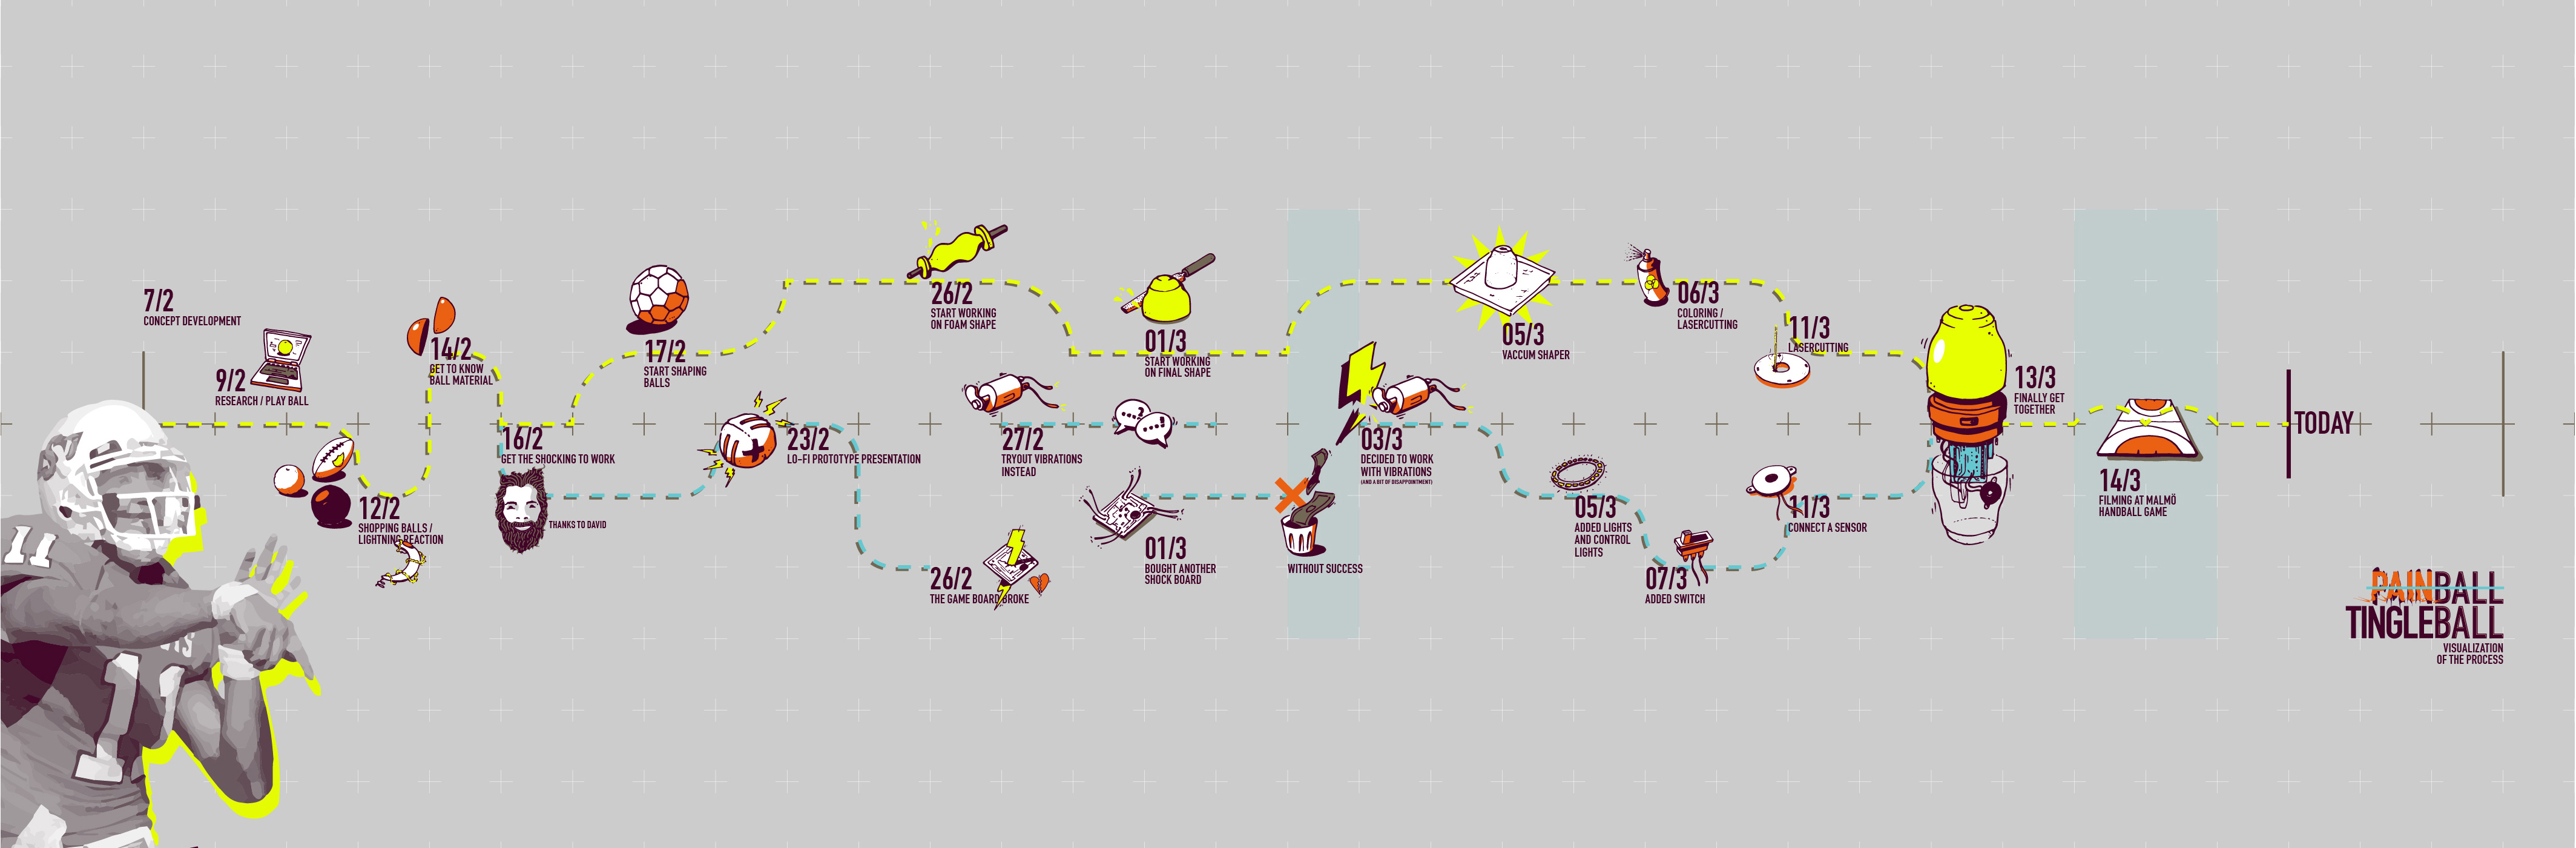 7/2
CONCEPT DEVELOPMENT
9/2
RESEARCH / PLAY BALL
12/2
SHOPPING BALLS /
LIGHTNING REACTION
14/2
GET TO KNOW
BALL MATERIAL
16/2
GET THE SHOCKING TO WORK
THANKS TO DAVID
17/2
START SHAPING
BALLS
23/2
LO-FI PROTOTYPE PRESENTATION
26/2
START WORKING
ON FOAM SHAPE
26/2
THE GAME BOARD BROKE
27/2
TRYOUT VIBRATIONS
INSTEAD
01/3
START WORKING
ON FINAL SHAPE
01/3
BOUGHT ANOTHER
SHOCK BOARD
WITHOUT SUCCESS
03/3
DECIDED TO WORK
WITH VIBRATIONS
(AND A BIT OF DISAPPOINTMENT)
05/3
VACCUM SHAPER
05/3
ADDED LIGHTS
AND CONTROL
LIGHTS
06/3
COLORING /
LASERCUTTING
07/3
ADDED SWITCH
11/3
LASERCUTTING
11/3
CONNECT A SENSOR
13/3
FINALLY GET
TOGETHER
14/3
FILMING AT MALMÖ
HANDBALL GAME
TODAY
PAINBALL
TINGLEBALL
VISUALIZATION
OF THE PROCESS
11
1